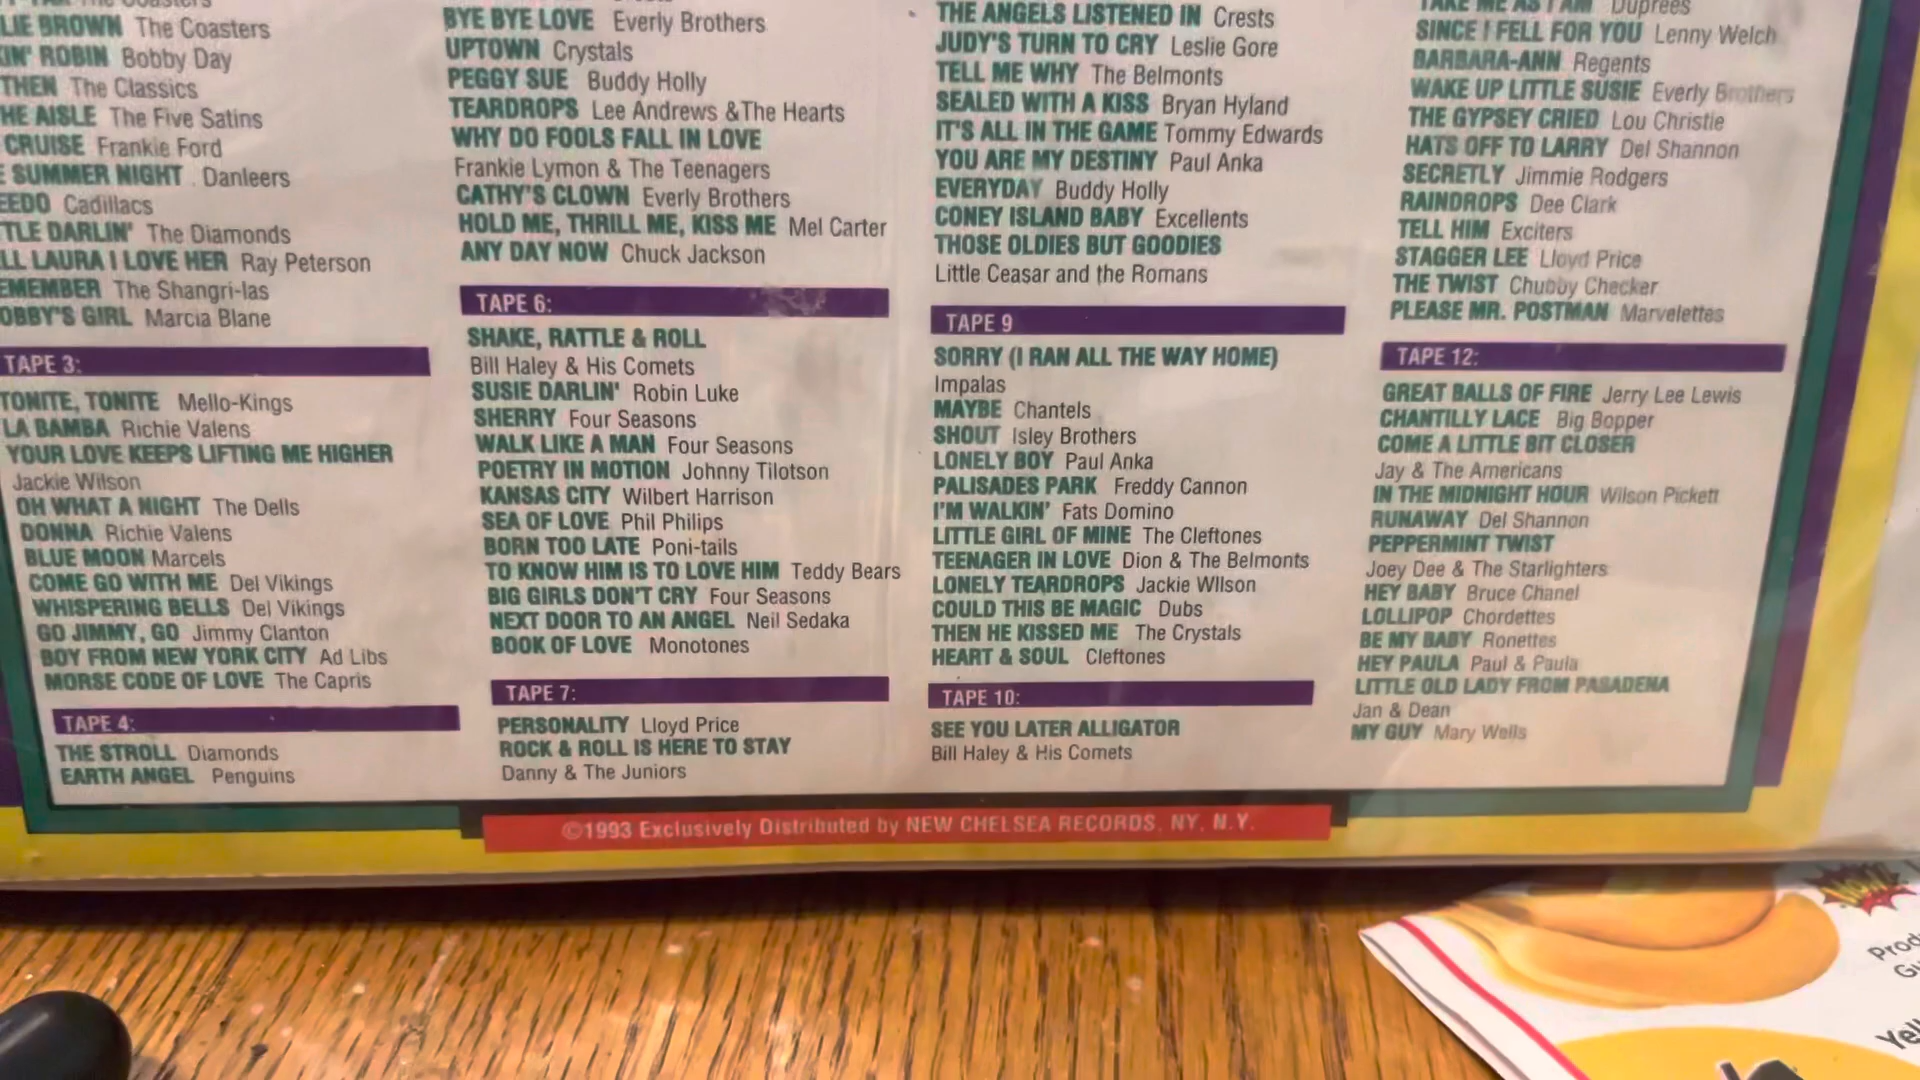 The Coasters
LIE BROWN The Coasters
IN' ROBIN Bobby Day
THEN The Classics
HE AISLE The Five Satins
CRUISE Frankie Ford
E SUMMER NIGHT Danleers
EEDO Cadillacs
TLE DARLIN' The Diamonds
LL LAURA I LOVE HER Ray Peterson
EMEMBER The Shangri-las
OBBY'S GIRL Marcia Blane
TAPE 3:
TONITE, TONITE Mello-Kings
LA BAMBA Richie Valens
YOUR LOVE KEEPS LIFTING ME HIGHER
Jackie Wilson
OH WHAT A NIGHT The Dells
DONNA Richie Valens
BLUE MOON Marcels
COME GO WITH ME Del Vikings
WHISPERING BELLS Del Vikings
GO JIMMY, GO Jimmy Clanton
BOY FROM NEW YORK CITY Ad Libs
MORSE CODE OF LOVE The Capris
TAPE 4:
THE STROLL Diamonds
EARTH ANGEL Penguins
BYE BYE LOVE Everly Brothers
UPTOWN Crystals
PEGGY SUE Buddy Holly
TEARDROPS Lee Andrews &The Hearts
WHY DO FOOLS FALL IN LOVE
Frankie Lymon & The Teenagers
CATHY'S CLOWN Everly Brothers
HOLD ME, THRILL ME, KISS ME Mel Carter
ANY DAY NOW Chuck Jackson
TAPE 6:
SHAKE, RATTLE & ROLL
Bill Haley & His Comets
SUSIE DARLIN' Robin Luke
SHERRY Four Seasons
WALK LIKE A MAN Four Seasons
POETRY IN MOTION Johnny Tilotson
KANSAS CITY Wilbert Harrison
SEA OF LOVE Phil Philips
BORN TOO LATE Poni-tails
TO KNOW HIM IS TO LOVE HIM Teddy Bears
BIG GIRLS DON'T CRY Four Seasons
NEXT DOOR TO AN ANGEL Neil Sedaka
BOOK OF LOVE Monotones
TAPE 7:
PERSONALITY Lloyd Price
ROCK & ROLL IS HERE TO STAY
Danny & The Juniors
THE ANGELS LISTENED IN Crests
JUDY'S TURN TO CRY Leslie Gore
TELL ME WHY The Belmonts
SEALED WITH A KISS Bryan Hyland
IT'S ALL IN THE GAME Tommy Edwards
YOU ARE MY DESTINY Paul Anka
EVERYDAY Buddy Holly
CONEY ISLAND BABY Excellents
THOSE OLDIES BUT GOODIES
Little Ceasar and the Romans
TAPE 9
SORRY (I RAN ALL THE WAY HOME)
Impalas
MAYBE Chantels
SHOUT Isley Brothers
LONELY BOY Paul Anka
PALISADES PARK Freddy Cannon
I'M WALKIN' Fats Domino
LITTLE GIRL OF MINE The Cleftones
TEENAGER IN LOVE Dion & The Belmonts
LONELY TEARDROPS Jackie WIlson
COULD THIS BE MAGIC Dubs
THEN HE KISSED ME The Crystals
HEART & SOUL Cleftones
TAPE 10:
SEE YOU LATER ALLIGATOR
Bill Haley & His Comets
TAKE ME AS I AM Duprees
SINCE I FELL FOR YOU Lenny Welch
BARBARA-ANN Regents
WAKE UP LITTLE SUSIE Everly Brothers
THE GYPSEY CRIED Lou Christie
HATS OFF TO LARRY Del Shannon
SECRETLY Jimmie Rodgers
RAINDROPS Dee Clark
TELL HIM Exciters
STAGGER LEE Lloyd Price
THE TWIST Chubby Checker
PLEASE MR. POSTMAN Marvelettes
TAPE 12:
GREAT BALLS OF FIRE Jerry Lee Lewis
CHANTILLY LACE Big Bopper
COME A LITTLE BIT CLOSER
Jay & The Americans
IN THE MIDNIGHT HOUR Wilson Pickett
RUNAWAY Del Shannon
PEPPERMINT TWIST
Joey Dee & The Starlighters
HEY BABY Bruce Chanel
LOLLIPOP Chordettes
BE MY BABY Ronettes
HEY PAULA Paul & Paula
LITTLE OLD LADY FROM PASADENA
Jan & Dean
MY GUY Mary Wells
©1993 Exclusively Distributed by NEW CHELSEA RECORDS, NY, N.Y.
Prod
Yell